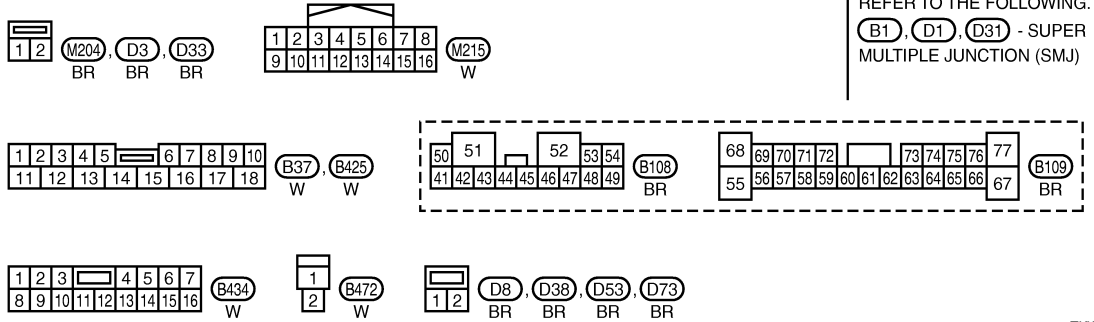 REFER TO THE FOLLOWING.
B1 , D1 , D31 - SUPER
MULTIPLE JUNCTION (SMJ)
1 2
M204 , D3 , D33
BR BR BR
1 2 3 4 5 6 7 8
9 10 11 12 13 14 15 16
M215
W
1 2 3 4 5 6 7 8 9 10
11 12 13 14 15 16 17 18
B37 , B425
W W
50 51 52 53 54
41 42 43 44 45 46 47 48 49
B108
BR
68 69 70 71 72 73 74 75 76 77
55 56 57 58 59 60 61 62 63 64 65 66 67
B109
BR
1 2 3 4 5 6 7
8 9 10 11 12 13 14 15 16
B434
W
1
2
B472
W
1 2
D8 , D38 , D53 , D73
BR BR BR BR